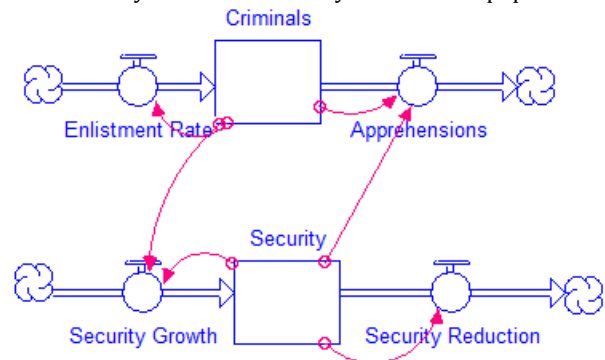 Criminals
Enlistment Rate
Apprehensions
Security
Security Growth
Security Reduction